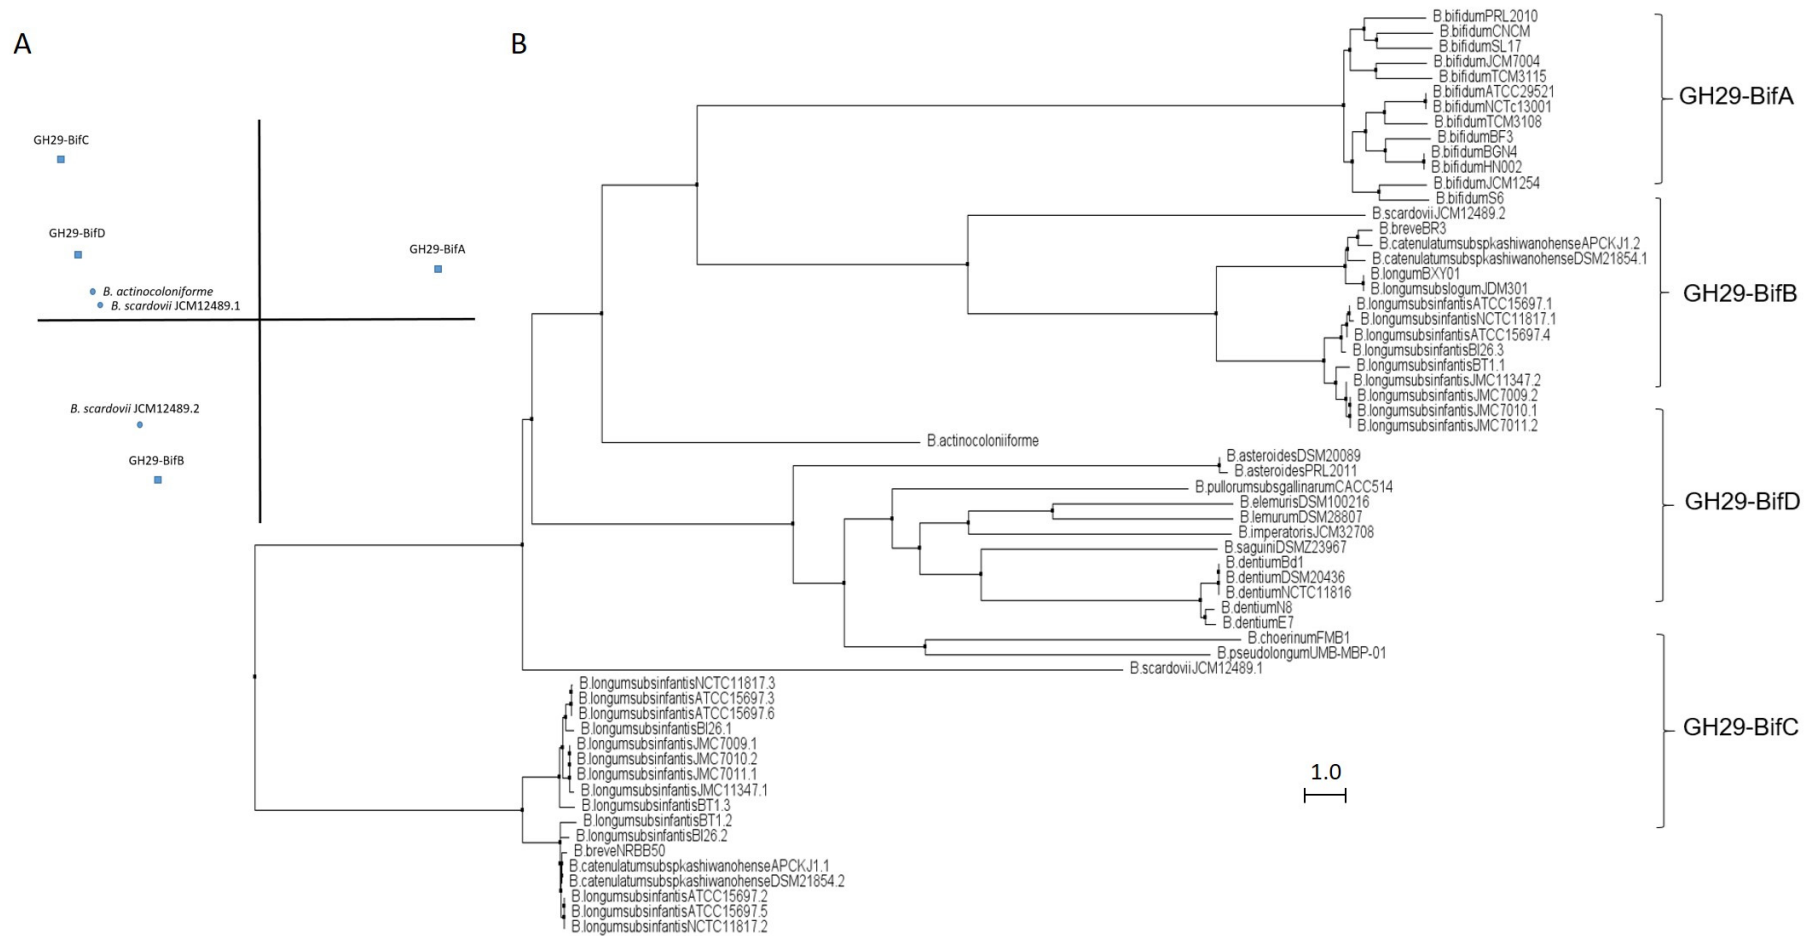 A
GH29-BifC
GH29-BifD
GH29-BifA
B. actinocoloniforme
B. scardovii JCM12489.1
B. scardovii JCM12489.2
GH29-BifB
B
B.bifidumPRL2010
B.bifidumCNCM
B.bifidumSL17
B.bifidumJCM7004
B.bifidumTCM3115
B.bifidumATCC29521
B.bifidumNCTc13001
B.bifidumTCM3108
B.bifidumBF3
B.bifidumBGN4
B.bifidumHN002
B.bifidumJCM1254
B.bifidumS6
B.scardoviiJCM12489.2
B.breveBR3
B.catenulatumsubspkashiwanohenseAPCKJ1.2
B.catenulatumsubspkashiwanohenseDSM21854.1
B.longumBXY01
B.longumsubslogumJDM301
B.longumsubsinfantisATCC15697.1
B.longumsubsinfantisNCTC11817.1
B.longumsubsinfantisATCC15697.4
B.longumsubsinfantisBI26.3
B.longumsubsinfantisBT1.1
B.longumsubsinfantisJMC11347.2
B.longumsubsinfantisJMC7009.2
B.longumsubsinfantisJMC7010.1
B.longumsubsinfantisJMC7011.2
B.actinocoloniiforme
B.asteroidesDSM20089
B.asteroidesPRL2011
B.pullorumsubsgallinarumCACC514
B.elemurisDSM100216
B.lemurumDSM28807
B.imperatorisJCM32708
B.saguiniDSMZ23967
B.dentiumBd1
B.dentiumDSM20436
B.dentiumNCTC11816
B.dentiumN8
B.dentiumE7
B.choerinumFMB1
B.pseudolongumUMB-MBP-01
B.scardoviiJCM12489.1
B.longumsubsinfantisNCTC11817.3
B.longumsubsinfantisATCC15697.3
B.longumsubsinfantisATCC15697.6
B.longumsubsinfantisBI26.1
B.longumsubsinfantisJMC7009.1
B.longumsubsinfantisJMC7010.2
B.longumsubsinfantisJMC7011.1
B.longumsubsinfantisJMC11347.1
B.longumsubsinfantisBT1.3
B.longumsubsinfantisBT1.2
B.longumsubsinfantisBI26.2
B.breveNRBB50
B.catenulatumsubspkashiwanohenseAPCKJ1.1
B.catenulatumsubspkashiwanohenseDSM21854.2
B.longumsubsinfantisATCC15697.2
B.longumsubsinfantisATCC15697.5
B.longumsubsinfantisNCTC11817.2
GH29-BifA
GH29-BifB
GH29-BifD
GH29-BifC
1.0